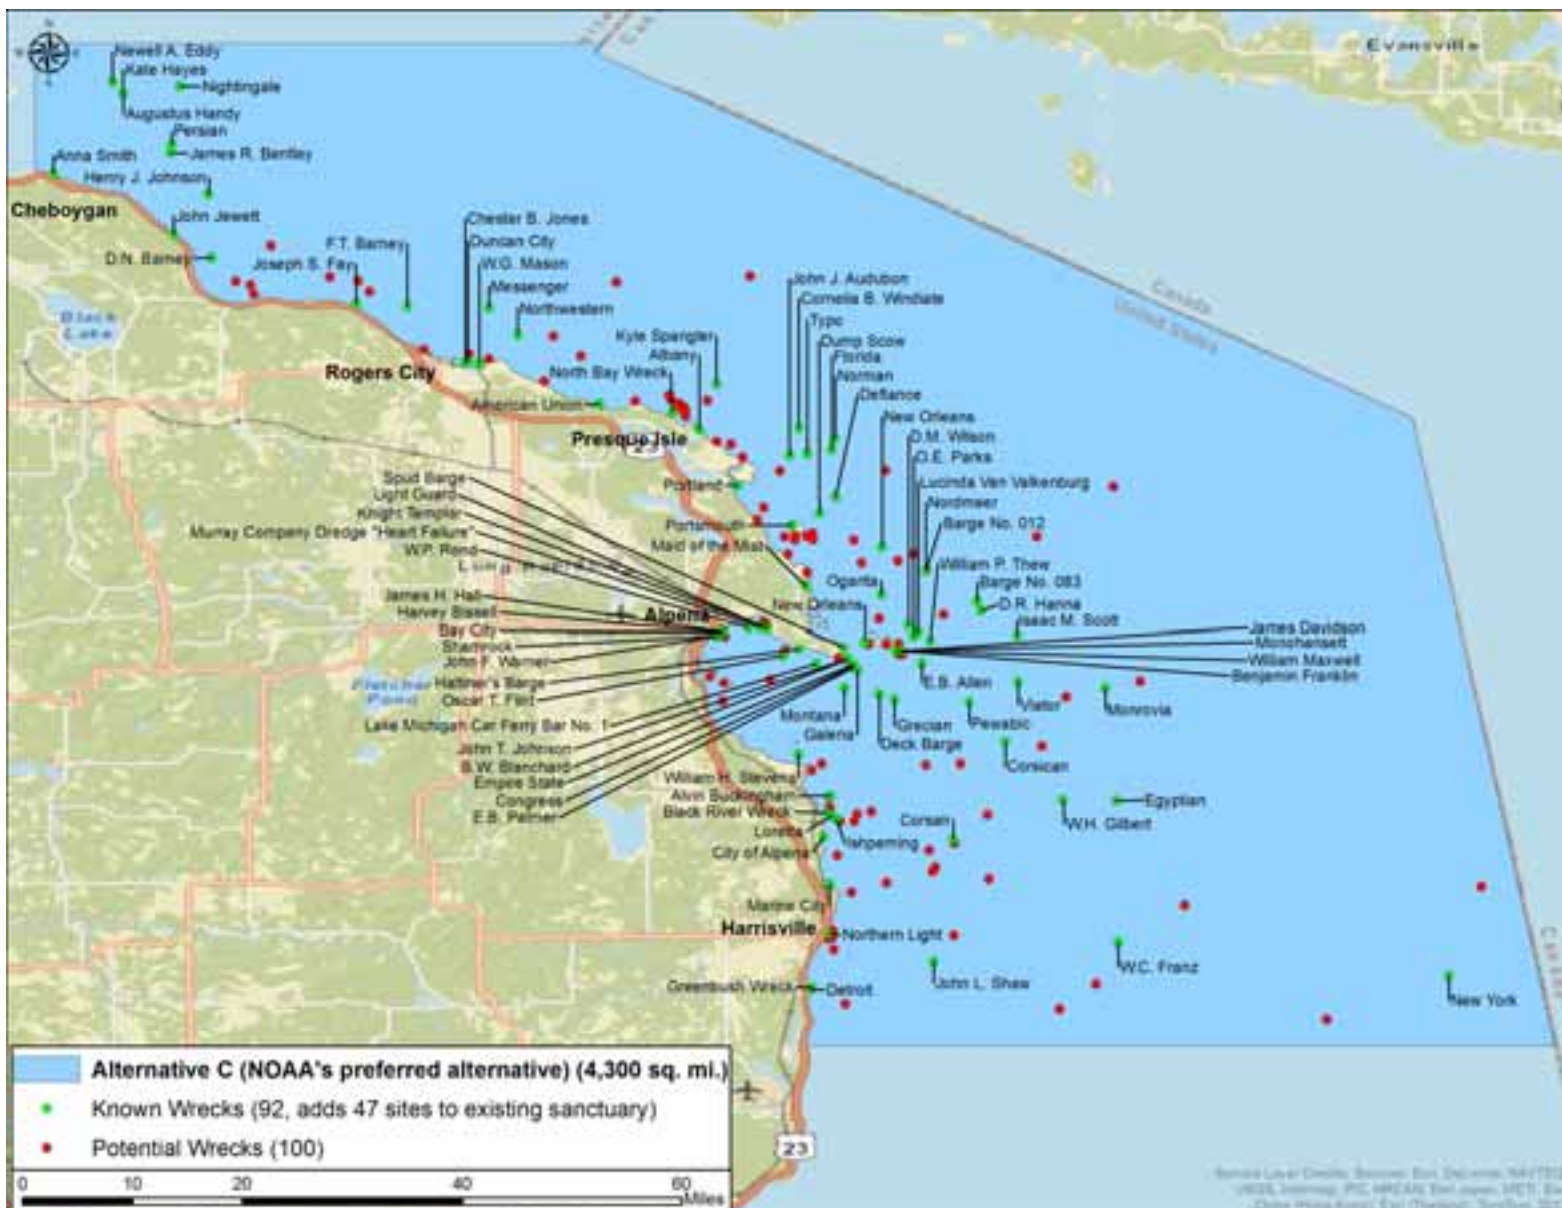 Evansville
Newell A. Eddy
Kate Hayes
Nightingale
Augustus Handy
Persian
James R. Bentley
Anna Smith
Henry J. Johnson
Cheboygan
John Jewett
D.N. Barney
Joseph S. Fay
F.T. Barney
Chester B. Jones
Duncan City
W.G. Mason
Messenger
Northwestern
Canada
United States
Black
Lake
Rogers City
Kyle Spangler
Albany
North Bay Wreck
American Union
Presque Isle
23
John J. Audubon
Cornelia B. Windiate
Typo
Dump Scow
Florida
Norman
Defiance
New Orleans
D.M. Wilson
O.E. Parks
Lucinda Van Valkenburg
Nordmeer
Barge No. 012
William P. Thew
Barge No. 083
D.R. Hanna
Isaac M. Scott
Portland
Portsmouth
Maid of the Mist
Ogarita
New Orleans
Spud Barge
Light Guard
Knight Templar
Murray Company Dredge "Heart Failure"
W.P. Rend
Alpena
James H. Hall
Harvey Bissell
Bay City
Shamrock
John F. Warner
Haltiner's Barge
Oscar T. Flint
Fletcher
Pond
Lake Michigan Car Ferry Bar No. 1
John T. Johnson
B.W. Blanchard
Empire State
Congress
E.B. Palmer
James Davidson
Monohansett
William Maxwell
Benjamin Franklin
E.B. Allen
Montana
Galena
Grecian
Deck Barge
Pewabic
Viator
Monrovia
Corsican
William H. Stevens
Alvin Buckingham
Black River Wreck
Loretta
City of Alpena
Ishpeming
Corsair
W.H. Gilbert
Egyptian
Marine City
Harrisville
Northern Light
W.C. Franz
John L. Shaw
New York
Greenbush Wreck
Detroit
Alternative C (NOAA's preferred alternative) (4,300 sq. mi.)
Known Wrecks (92, adds 47 sites to existing sanctuary)
Potential Wrecks (100)
0 10 20 40 60
Miles
23